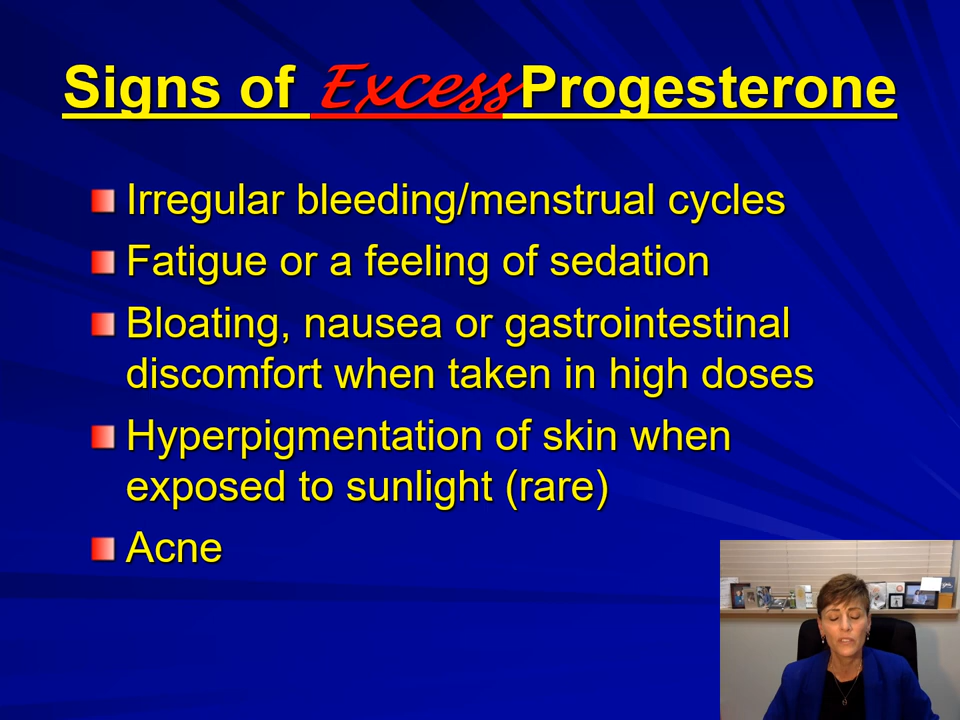 Signs of Excess Progesterone
Irregular bleeding/menstrual cycles
Fatigue or a feeling of sedation
Bloating, nausea or gastrointestinal
discomfort when taken in high doses
Hyperpigmentation of skin when
exposed to sunlight (rare)
Acne